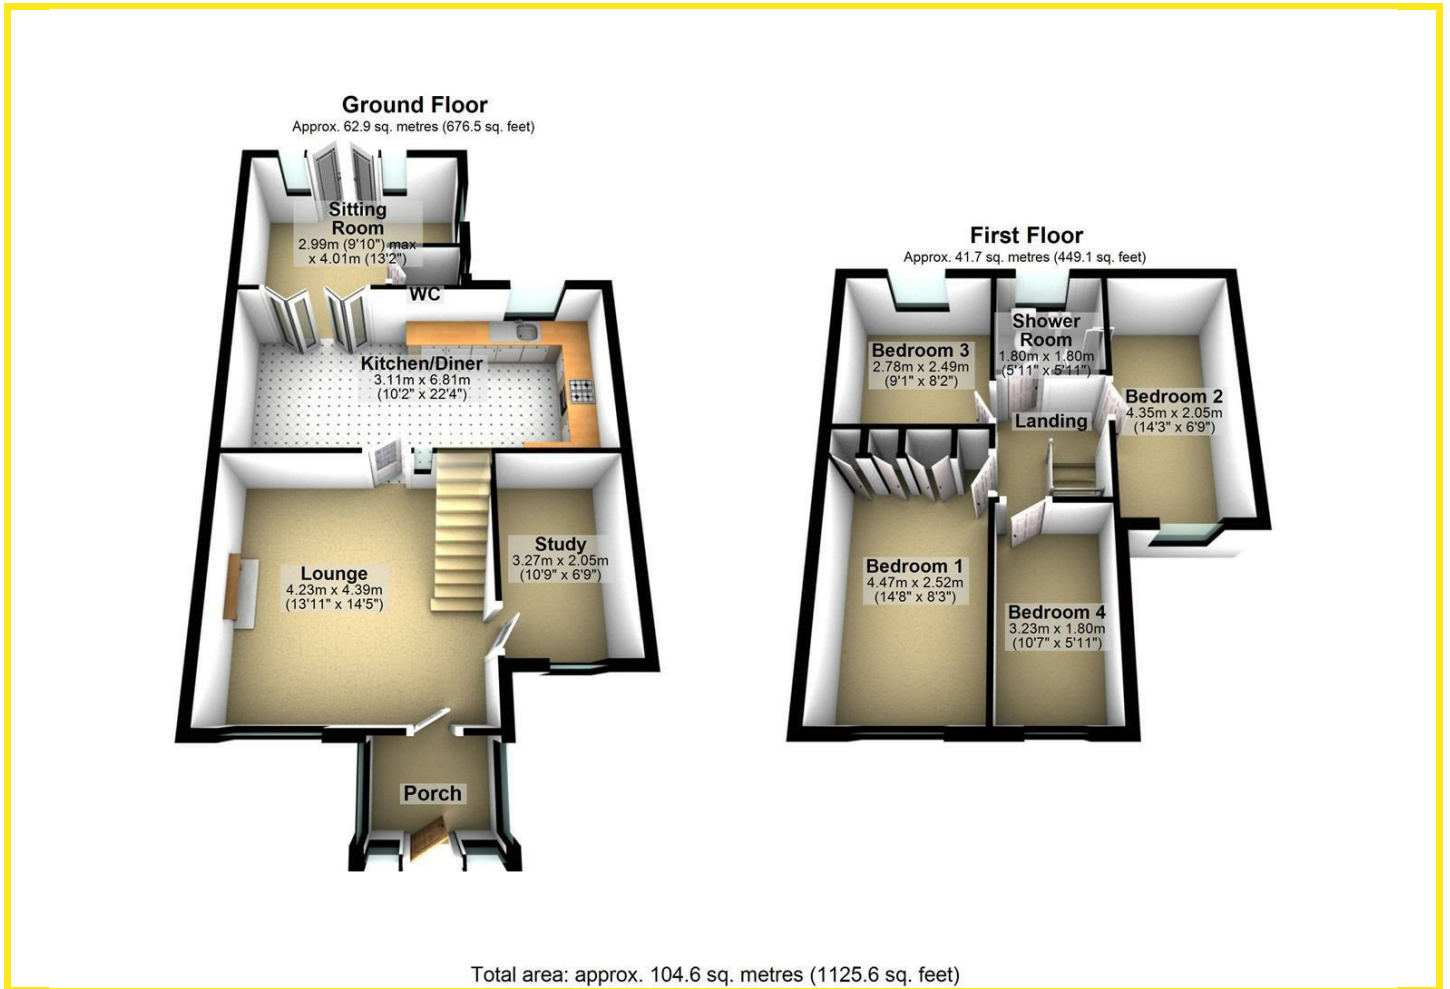 Ground Floor
Approx. 62.9 sq. metres (676.5 sq. feet)
Sitting
Room
2.99m (9'10") max
x 4.01m (13'2")
WC
Kitchen/Diner
3.11m x 6.81m
(10'2" x 22'4")
Lounge
4.23m x 4.39m
(13'11" x 14'5")
Study
3.27m x 2.05m
(10'9" x 6'9")
Porch
First Floor
Approx. 41.7 sq. metres (449.1 sq. feet)
Bedroom 3
2.78m x 2.49m
(9'1" x 8'2")
Shower
Room
1.80m x 1.80m
(5'11" x 5'11")
Bedroom 2
4.35m x 2.05m
(14'3" x 6'9")
Landing
Bedroom 1
4.47m x 2.52m
(14'8" x 8'3")
Bedroom 4
3.23m x 1.80m
(10'7" x 5'11")
Total area: approx. 104.6 sq. metres (1125.6 sq. feet)